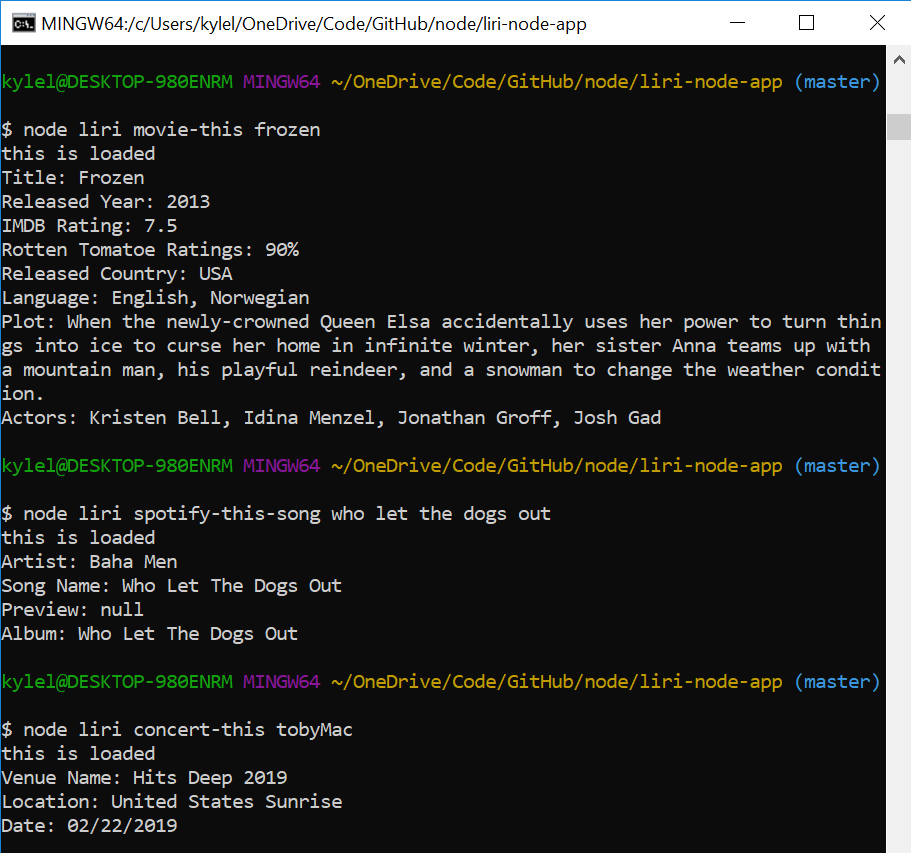 MINGW64:/c/Users/kylel/OneDrive/Code/GitHub/node/liri-node-app
kylel@DESKTOP-980ENRM MINGW64 ~/OneDrive/Code/GitHub/node/liri-node-app (master)
$ node liri movie-this frozen
this is loaded
Title: Frozen
Released Year: 2013
IMDB Rating: 7.5
Rotten Tomatoe Ratings: 90%
Released Country: USA
Language: English, Norwegian
Plot: When the newly-crowned Queen Elsa accidentally uses her power to turn thin
gs into ice to curse her home in infinite winter, her sister Anna teams up with
a mountain man, his playful reindeer, and a snowman to change the weather condit
ion.
Actors: Kristen Bell, Idina Menzel, Jonathan Groff, Josh Gad
kylel@DESKTOP-980ENRM MINGW64 ~/OneDrive/Code/GitHub/node/liri-node-app (master)
$ node liri spotify-this-song who let the dogs out
this is loaded
Artist: Baha Men
Song Name: Who Let The Dogs Out
Preview: null
Album: Who Let The Dogs Out
kylel@DESKTOP-980ENRM MINGW64 ~/OneDrive/Code/GitHub/node/liri-node-app (master)
$ node liri concert-this tobyMac
this is loaded
Venue Name: Hits Deep 2019
Location: United States Sunrise
Date: 02/22/2019